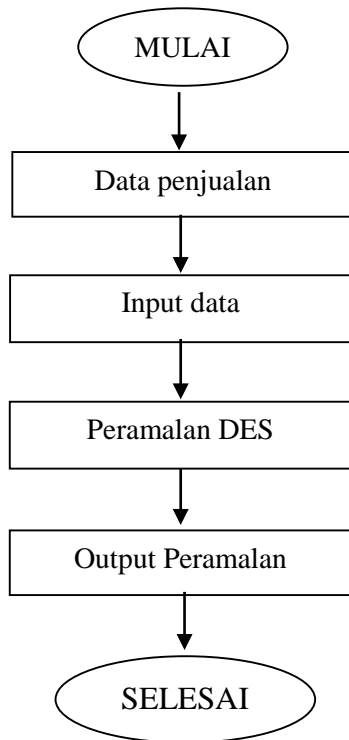 MULAI
Data penjualan
Input data
Peramalan DES
Output Peramalan
SELESAI